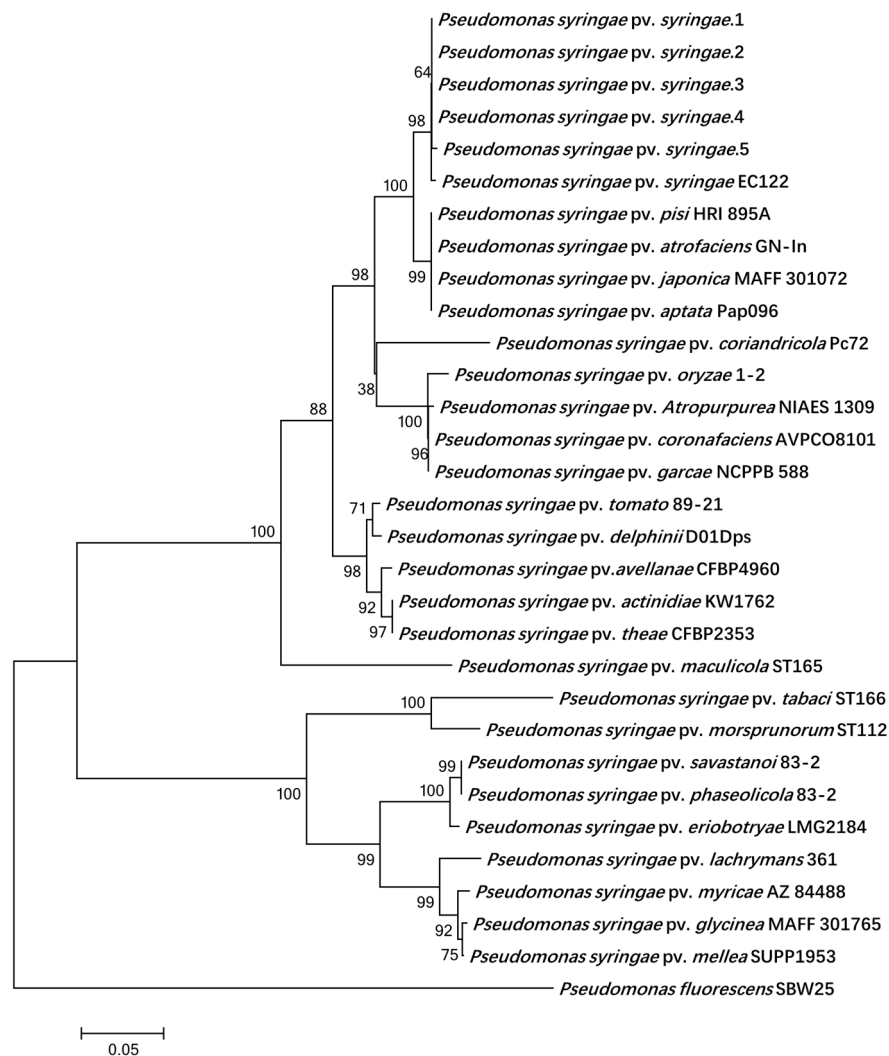 Pseudomonas syringae pv. syringae.1
Pseudomonas syringae pv. syringae.2
64
Pseudomonas syringae pv. syringae.3
Pseudomonas syringae pv. syringae.4
98
Pseudomonas syringae pv. syringae.5
Pseudomonas syringae pv. syringae EC122
100
Pseudomonas syringae pv. pisi HRI 895A
Pseudomonas syringae pv. atrofaciens GN-In
98
99
Pseudomonas syringae pv. japonica MAFF 301072
Pseudomonas syringae pv. aptata Pap096
Pseudomonas syringae pv. coriandricola Pc72
Pseudomonas syringae pv. oryzae 1-2
38
88
Pseudomonas syringae pv. Atropurpurea NIAES 1309
100
Pseudomonas syringae pv. coronafaciens AVPCO8101
96
Pseudomonas syringae pv. garcae NCPPB 588
Pseudomonas syringae pv. tomato 89-21
71
100
Pseudomonas syringae pv. delphinii D01Dps
98
Pseudomonas syringae pv.avellanae CFBP4960
92
Pseudomonas syringae pv. actinidiae KW1762
97
Pseudomonas syringae pv. theae CFBP2353
Pseudomonas syringae pv. maculicola ST165
Pseudomonas syringae pv. tabaci ST166
100
Pseudomonas syringae pv. morsprunorum ST112
99
Pseudomonas syringae pv. savastanoi 83-2
100
100
Pseudomonas syringae pv. phaseolicola 83-2
Pseudomonas syringae pv. eriobotryae LMG2184
99
Pseudomonas syringae pv. lachrymans 361
Pseudomonas syringae pv. myricae AZ 84488
99
92
Pseudomonas syringae pv. glycinea MAFF 301765
75
Pseudomonas syringae pv. mellea SUPP1953
Pseudomonas fluorescens SBW25
0.05